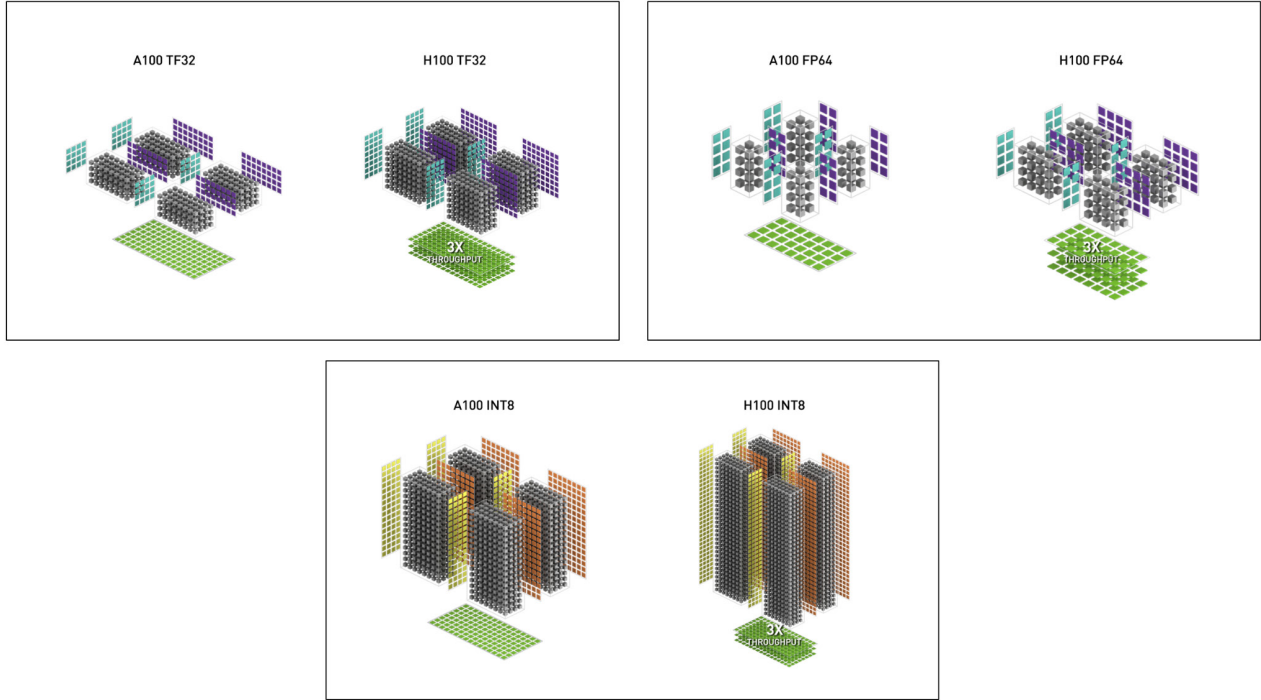 A100 TF32
H100 TF32
3X
THROUGHPUT
A100 FP64
H100 FP64
3X
THROUGHPUT
A100 INT8
H100 INT8
3X
THROUGHPUT